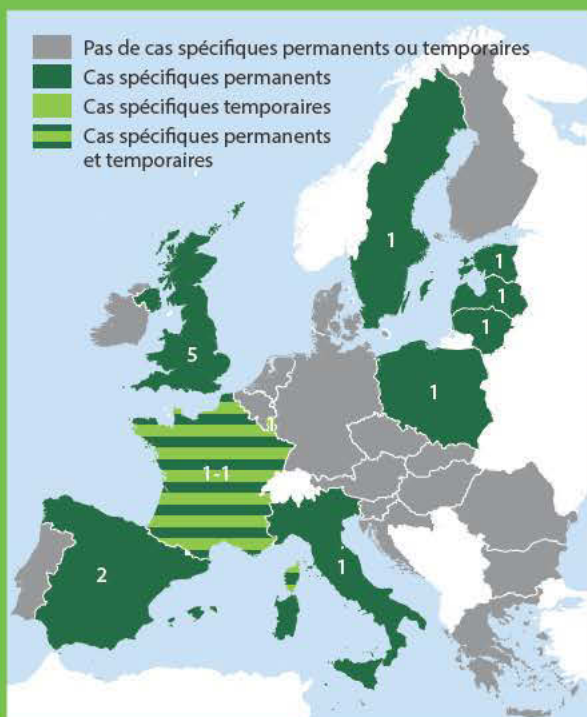 Pas de cas spécifiques permanents ou temporaires
Cas spécifiques permanents
Cas spécifiques temporaires
Cas spécifiques permanents
et temporaires
1
1
1
1
5
1
1
1-1
1
2